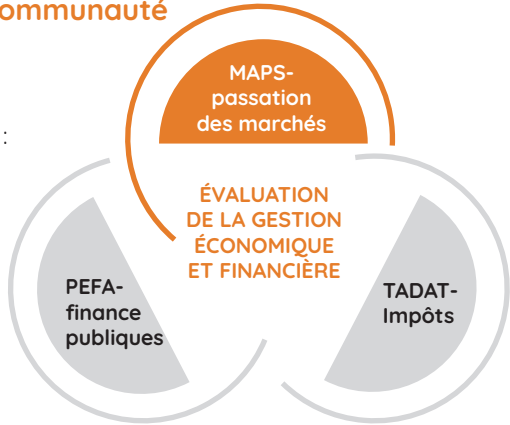 ommunauté
:
MAPS-
passation
des marchés
ÉVALUATION
DE LA GESTION
ÉCONOMIQUE
ET FINANCIÈRE
PEFA-
finance
publiques
TADAT-
Impôts